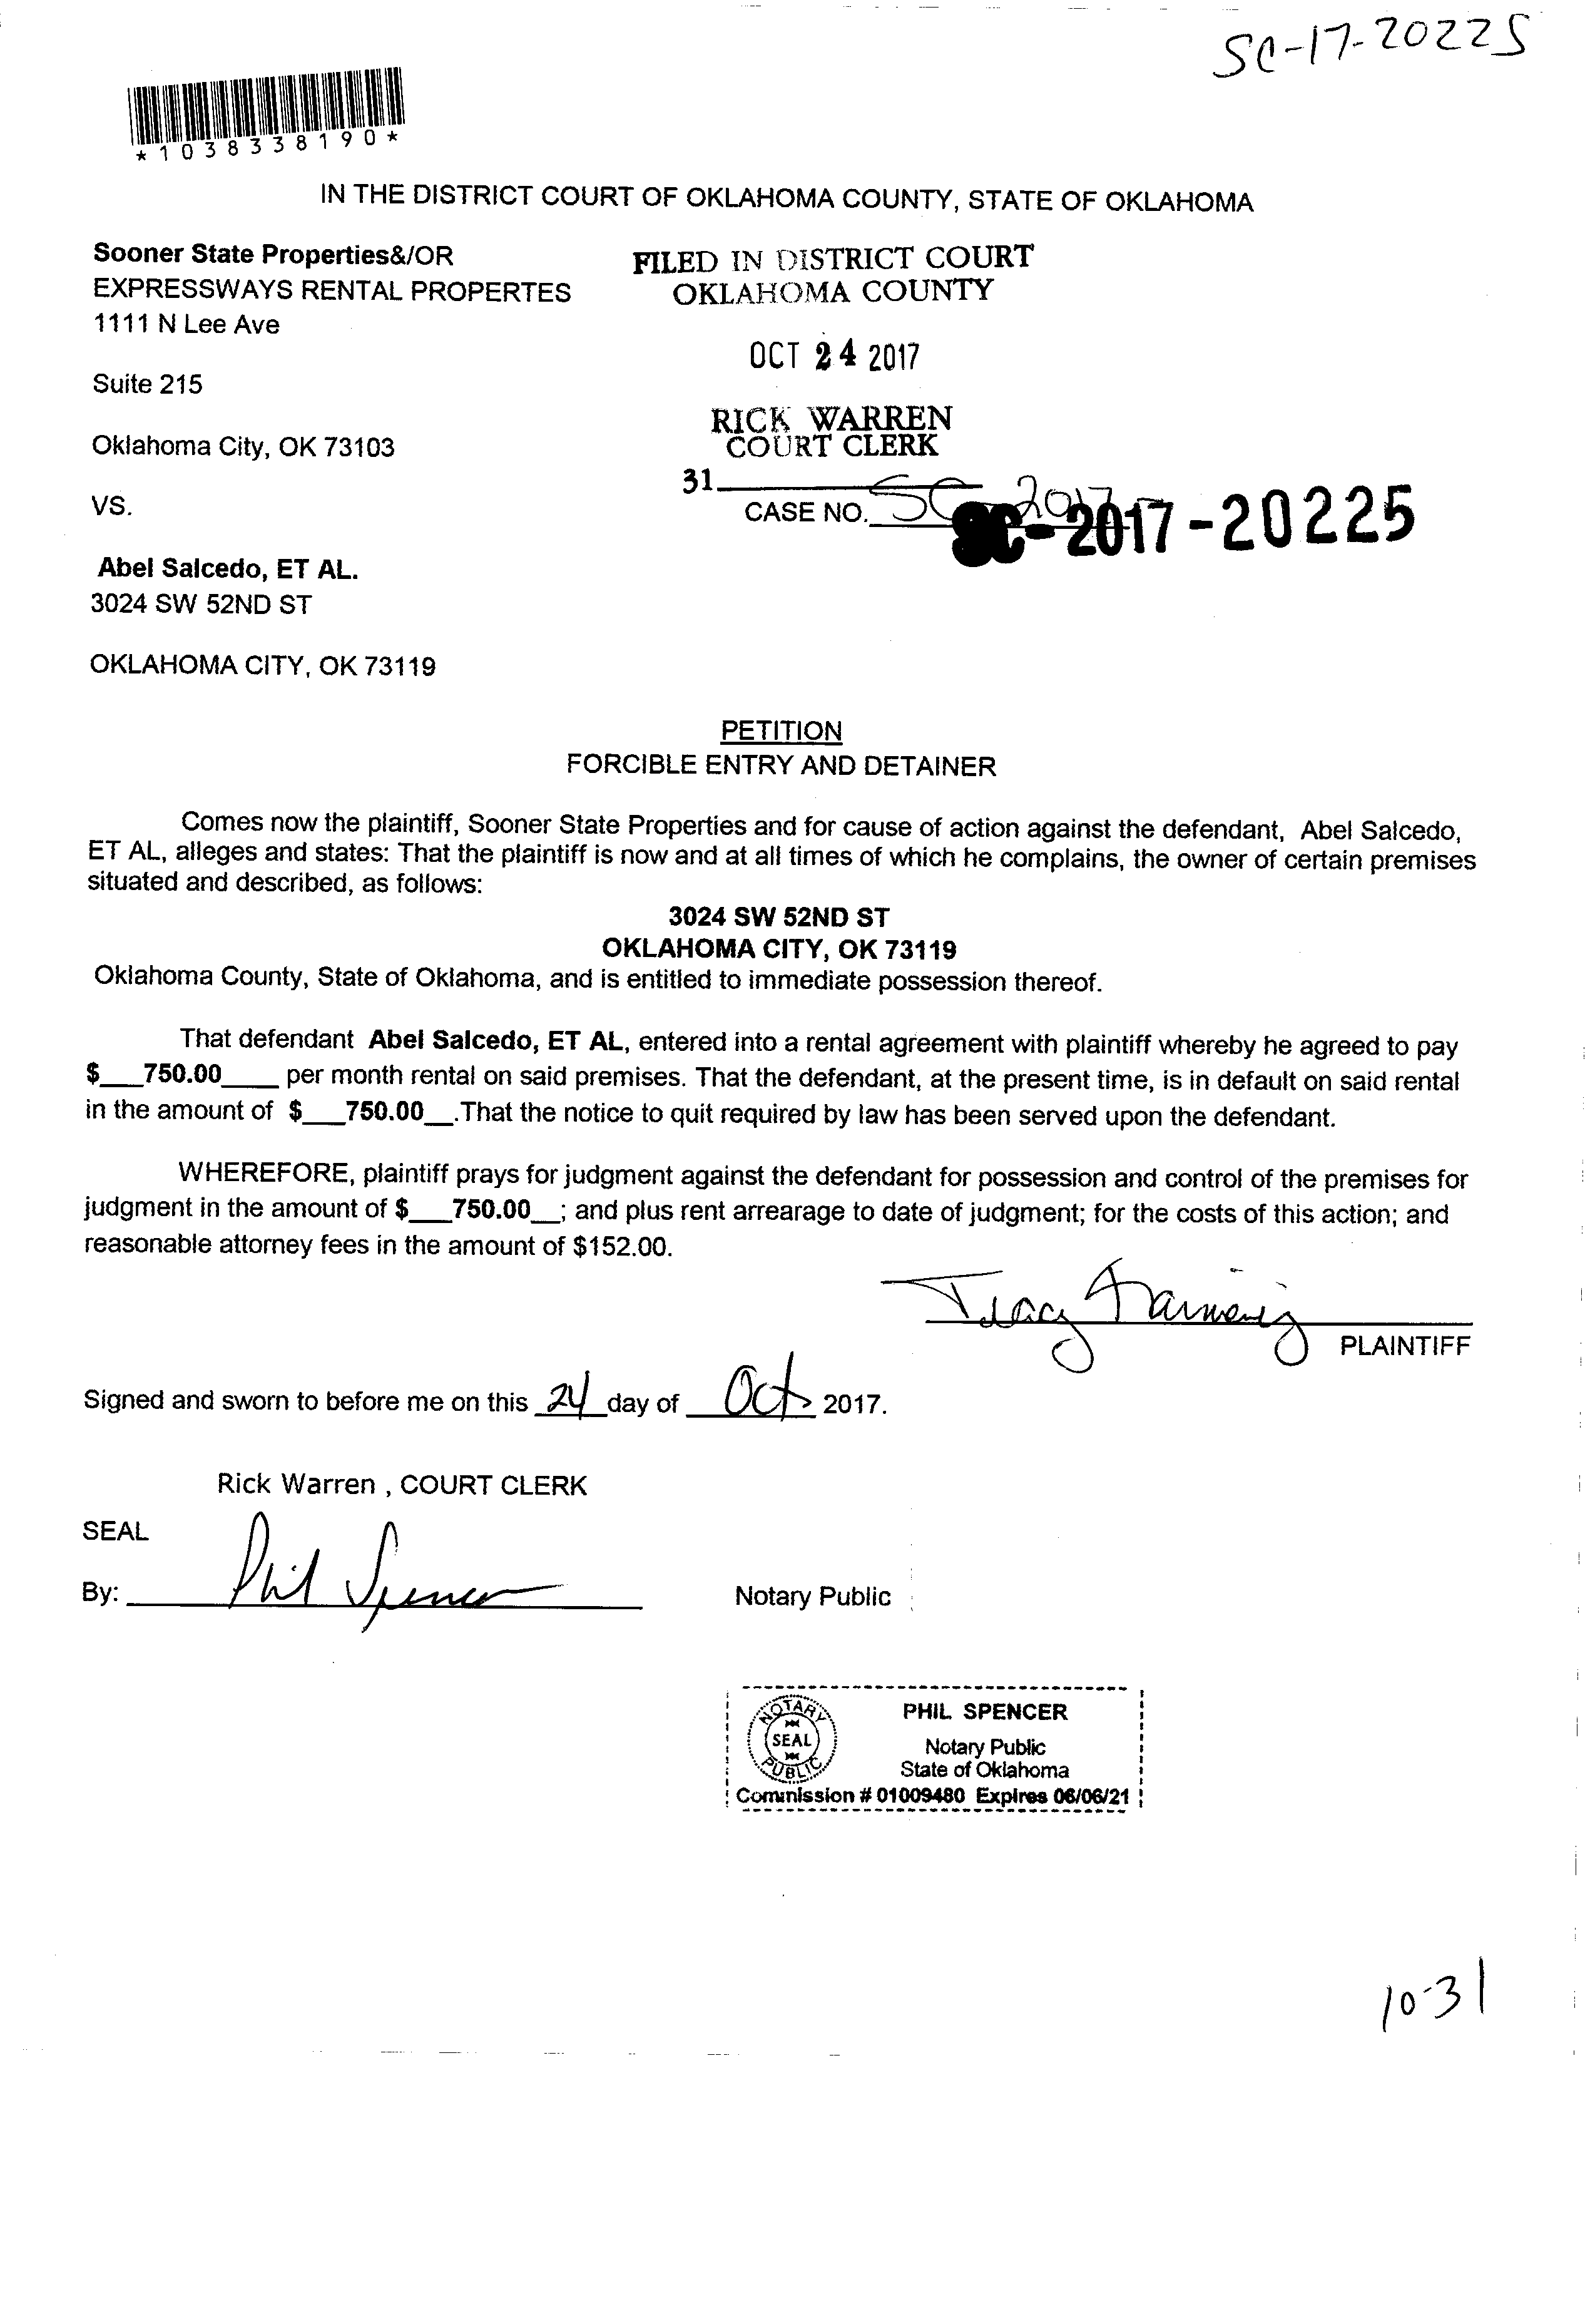 SC-17-20225
*1038338190*
IN THE DISTRICT COURT OF OKLAHOMA COUNTY, STATE OF OKLAHOMA
Sooner State Properties&/OR
EXPRESSWAYS RENTAL PROPERTES
1111 N Lee Ave
Suite 215
Oklahoma City, OK 73103
VS.
Abel Salcedo, ET AL.
3024 SW 52ND ST
OKLAHOMA CITY, OK 73119
FILED IN DISTRICT COURT
OKLAHOMA COUNTY
OCT 24 2017
RICK WARREN
COURT CLERK
31
CASE NO. SC 2017
SC-2017-20225
PETITION
FORCIBLE ENTRY AND DETAINER
Comes now the plaintiff, Sooner State Properties and for cause of action against the defendant, Abel Salcedo,
ET AL, alleges and states: That the plaintiff is now and at all times of which he complains, the owner of certain premises
situated and described, as follows:
3024 SW 52ND ST
OKLAHOMA CITY, OK 73119
Oklahoma County, State of Oklahoma, and is entitled to immediate possession thereof.
That defendant Abel Salcedo, ET AL, entered into a rental agreement with plaintiff whereby he agreed to pay
$___750.00____ per month rental on said premises. That the defendant, at the present time, is in default on said rental
in the amount of $___750.00__.That the notice to quit required by law has been served upon the defendant.
WHEREFORE, plaintiff prays for judgment against the defendant for possession and control of the premises for
judgment in the amount of $___750.00__; and plus rent arrearage to date of judgment; for the costs of this action; and
reasonable attorney fees in the amount of $152.00.
Tracy
PLAINTIFF
Signed and sworn to before me on this 24 day of Oct 2017.
Rick Warren , COURT CLERK
SEAL
By: Phil Spencer
Notary Public
NOTARY PUBLIC
SEAL
PHIL SPENCER
Notary Public
State of Oklahoma
Commission # 01009480 Expires 06/06/21
10-31